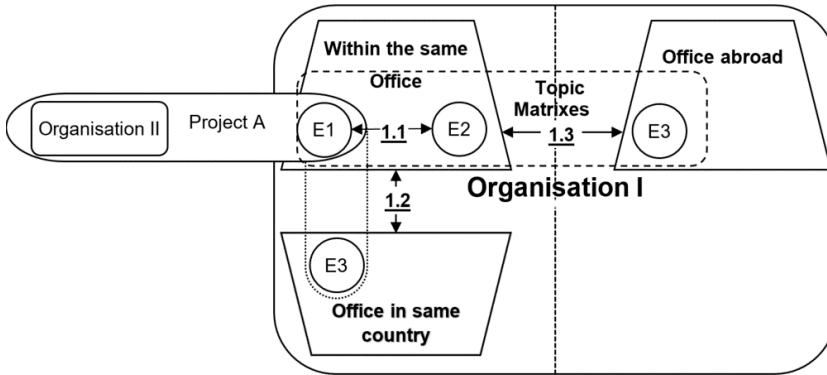 Within the same
Office
Office abroad
Topic
Matrixes
Organisation II
Project A
E1
1.1
E2
1.3
E3
Organisation I
1.2
E3
Office in same
country